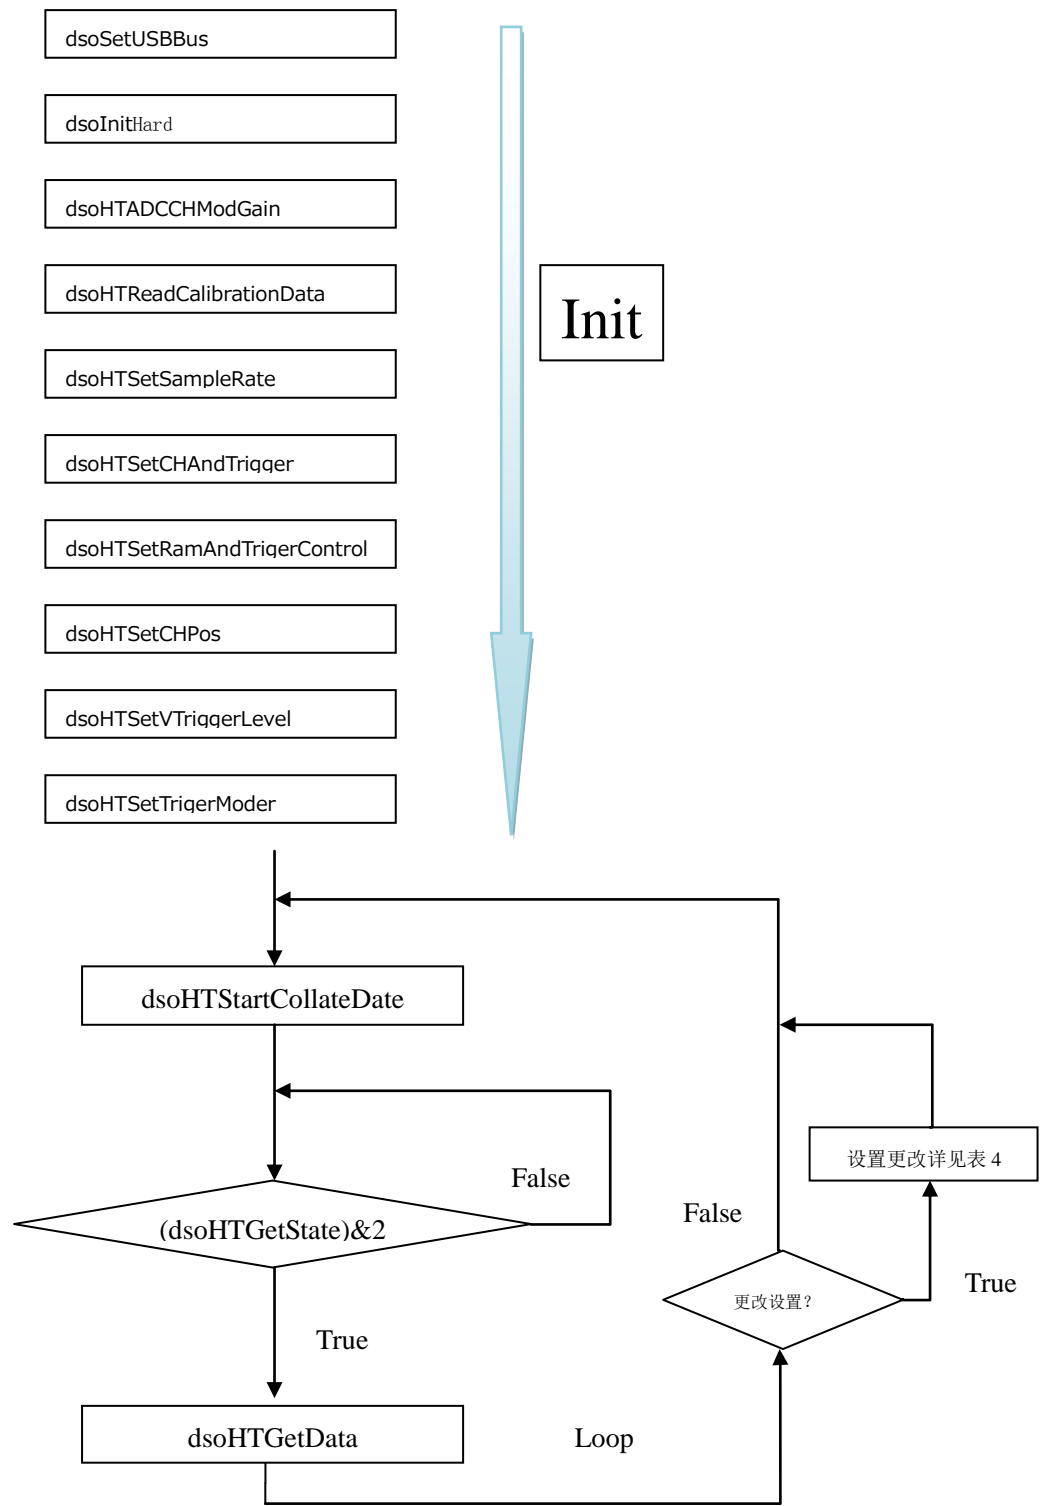 dsoSetUSBBus
dsoInitHard
dsoHTADCCHModGain
dsoHTReadCalibrationData
Init
dsoHTSetSampleRate
dsoHTSetCHAndTrigger
dsoHTSetRamAndTrigerControl
dsoHTSetCHPos
dsoHTSetVTriggerLevel
dsoHTSetTrigerModer
dsoHTStartCollateDate
设置更改详见表 4
False
(dsoHTGetState)&2
False
更改设置?
True
True
dsoHTGetData
Loop